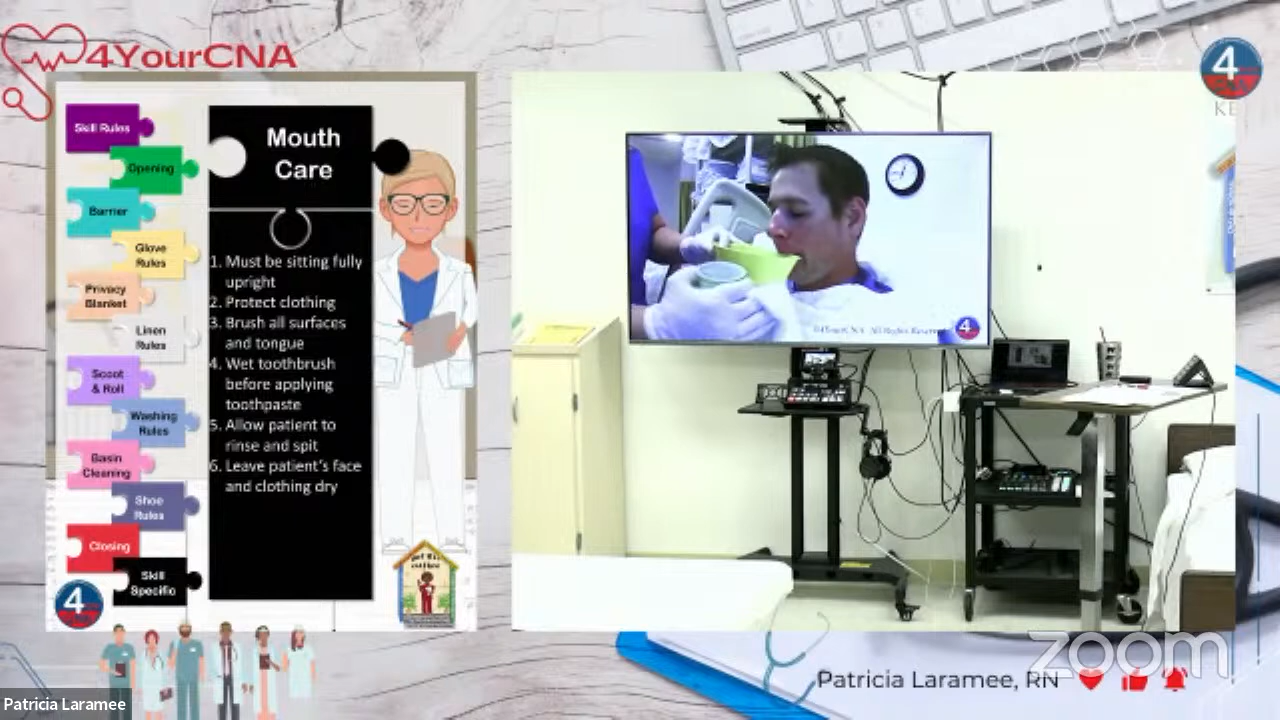 4YourCNA
Skill Rules
Opening
Barrier
Glove
Rules
Privacy
Blanket
Linen
Rules
Scoot
& Roll
Washing
Rules
Basin
Cleaning
Shoe
Rules
Closing
Skill
Specific
4
Mouth
Care
1. Must be sitting fully
upright
2. Protect clothing
3. Brush all surfaces
and tongue
4. Wet toothbrush
before applying
toothpaste
5. Allow patient to
rinse and spit
6. Leave patient's face
and clothing dry
4
4
zoom
Patricia Laramee, RN
Patricia Laramee